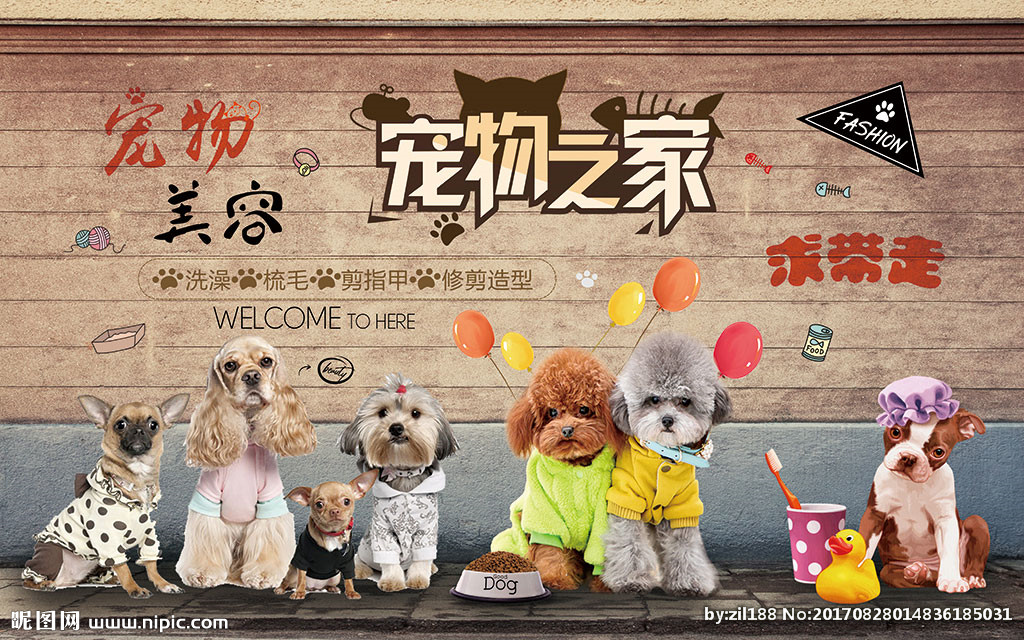 宠物
美容
宠物之家
FASHION
求带走
洗澡 梳毛 剪指甲 修剪造型
WELCOME TO HERE
beauty
FOOD
Good
Dog
昵图网 www.nipic.com
by:zil188 No:20170828014836185031